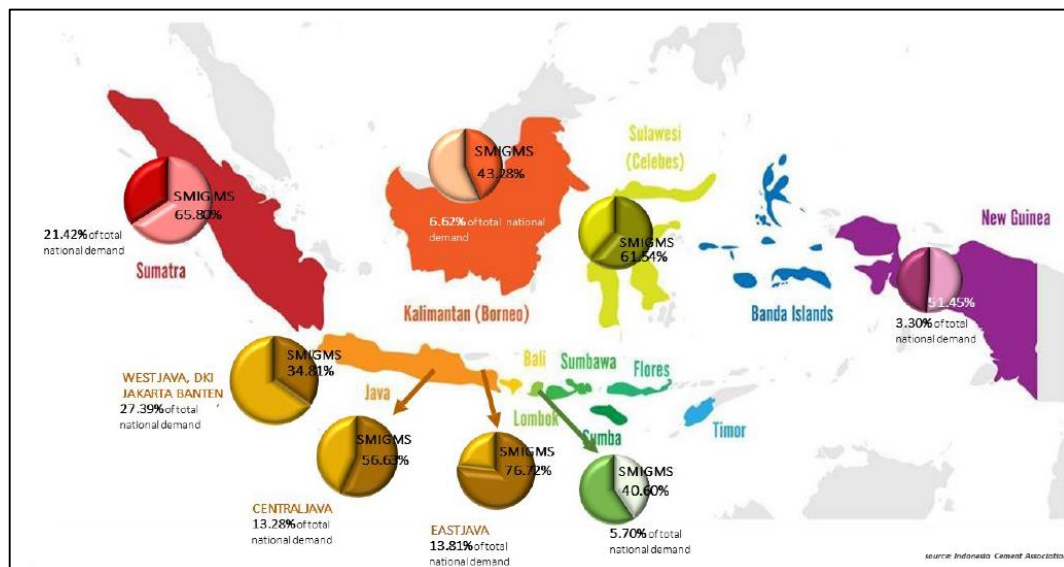 Sulawesi
(Celebes)
SMIGMS
43.28%
6.62% of total national
demand
SMIGMS
65.80%
21.42% of total
national demand
Sumatra
SMIGMS
61.54%
New Guinea
51.45%
3.30% of total
national demand
Kalimantan (Borneo)
Banda Islands
SMIGMS
34.81%
WEST JAVA, DKI
JAKARTA BANTEN
27.39% of total
national demand
Java
Bali
Sumbawa
Flores
Lombok
Sumba
Timor
SMIGMS
56.63%
CENTRAL JAVA
13.28% of total
national demand
SMIGMS
76.72%
EAST JAVA
13.81% of total
national demand
SMIGMS
40.60%
5.70% of total
national demand
source: Indonesia Cement Association